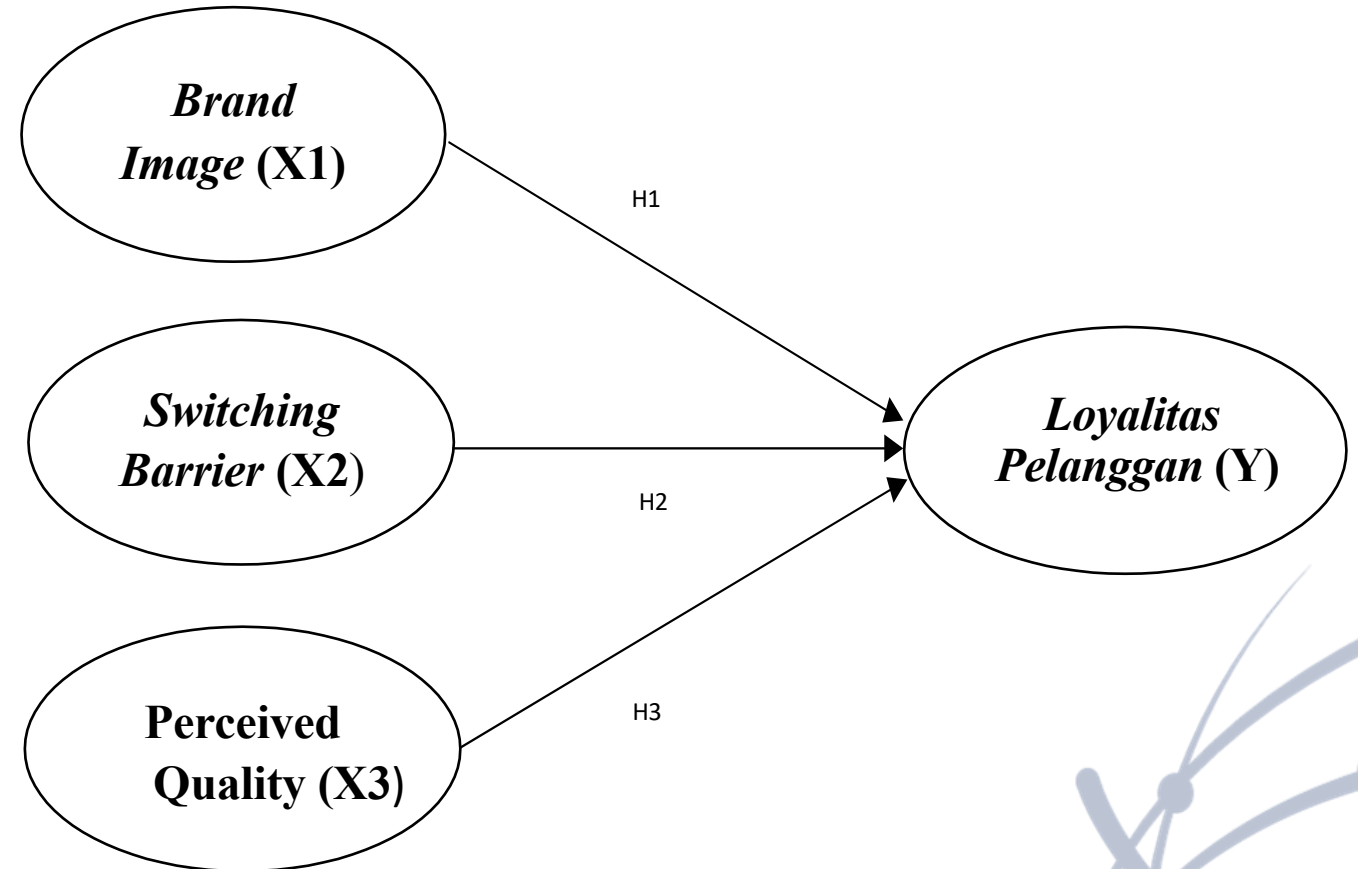 Brand
Image (X1)
H1
Switching
Barrier (X2)
H2
Loyalitas
Pelanggan (Y)
Perceived
Quality (X3)
H3